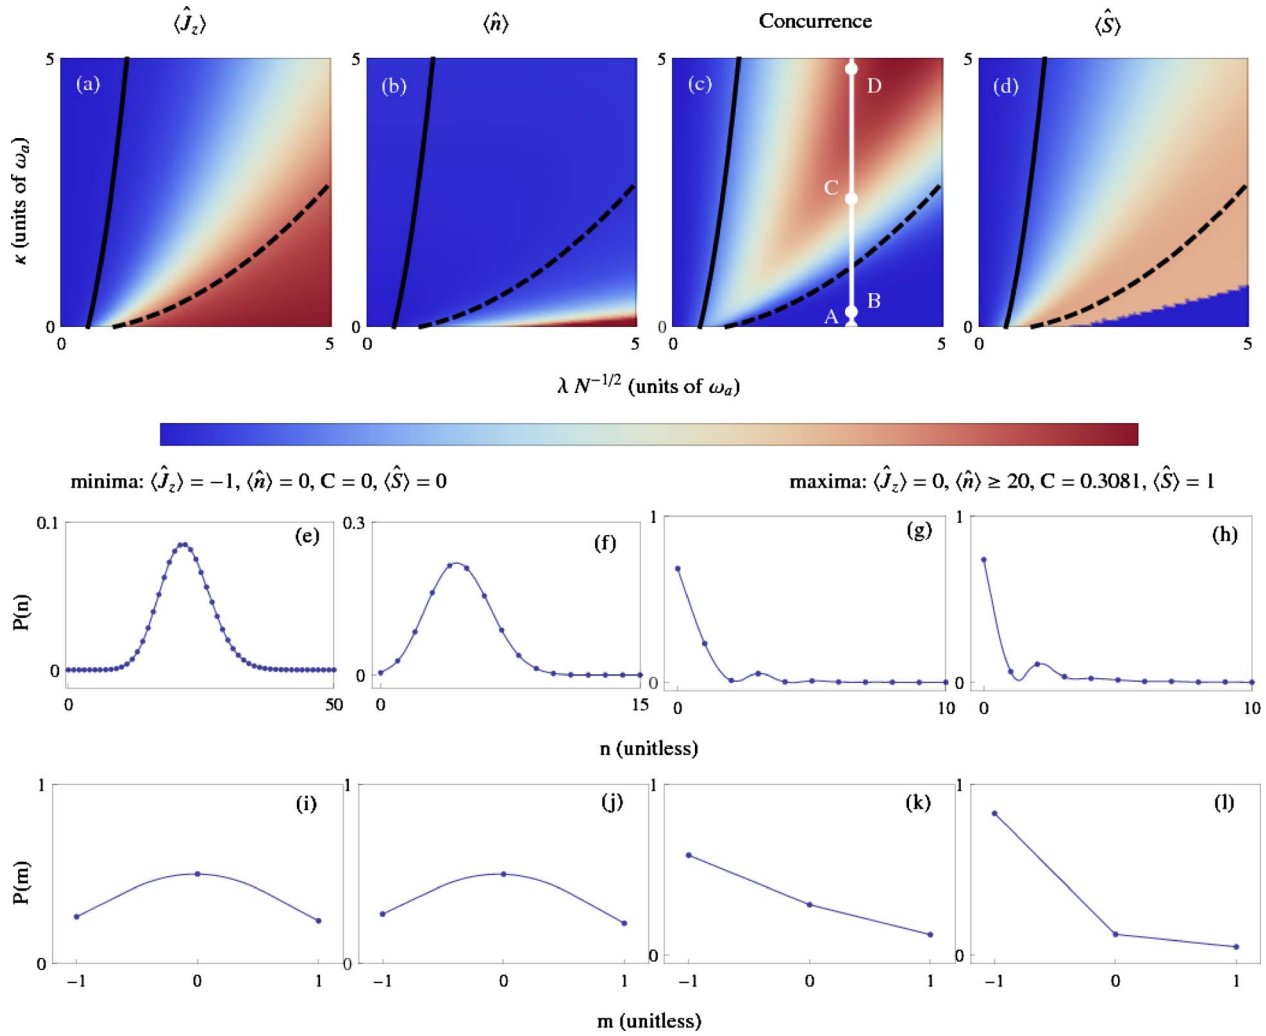 ⟨Ĵz⟩ ⟨n̂⟩ Concurrence ⟨Ŝ⟩
κ (units of ωa)
5 (a) 5 (b) 5 (c) D C B A 5 (d)
0 0 0 0
0 5 0 5 0 5 0 5
λ N^{-1/2} (units of ωa)
minima: ⟨Ĵz⟩ = −1, ⟨n̂⟩ = 0, C = 0, ⟨Ŝ⟩ = 0 maxima: ⟨Ĵz⟩ = 0, ⟨n̂⟩ ≥ 20, C = 0.3081, ⟨Ŝ⟩ = 1
P(n)
0.1 (e) 0.3 (f) 1 (g) 1 (h)
0 0 0 0
0 50 0 15 0 10 0 10
n (unitless)
P(m)
1 (i) 1 (j) 1 (k) 1 (l)
0 0 0 0
−1 0 1 −1 0 1 −1 0 1 −1 0 1
m (unitless)